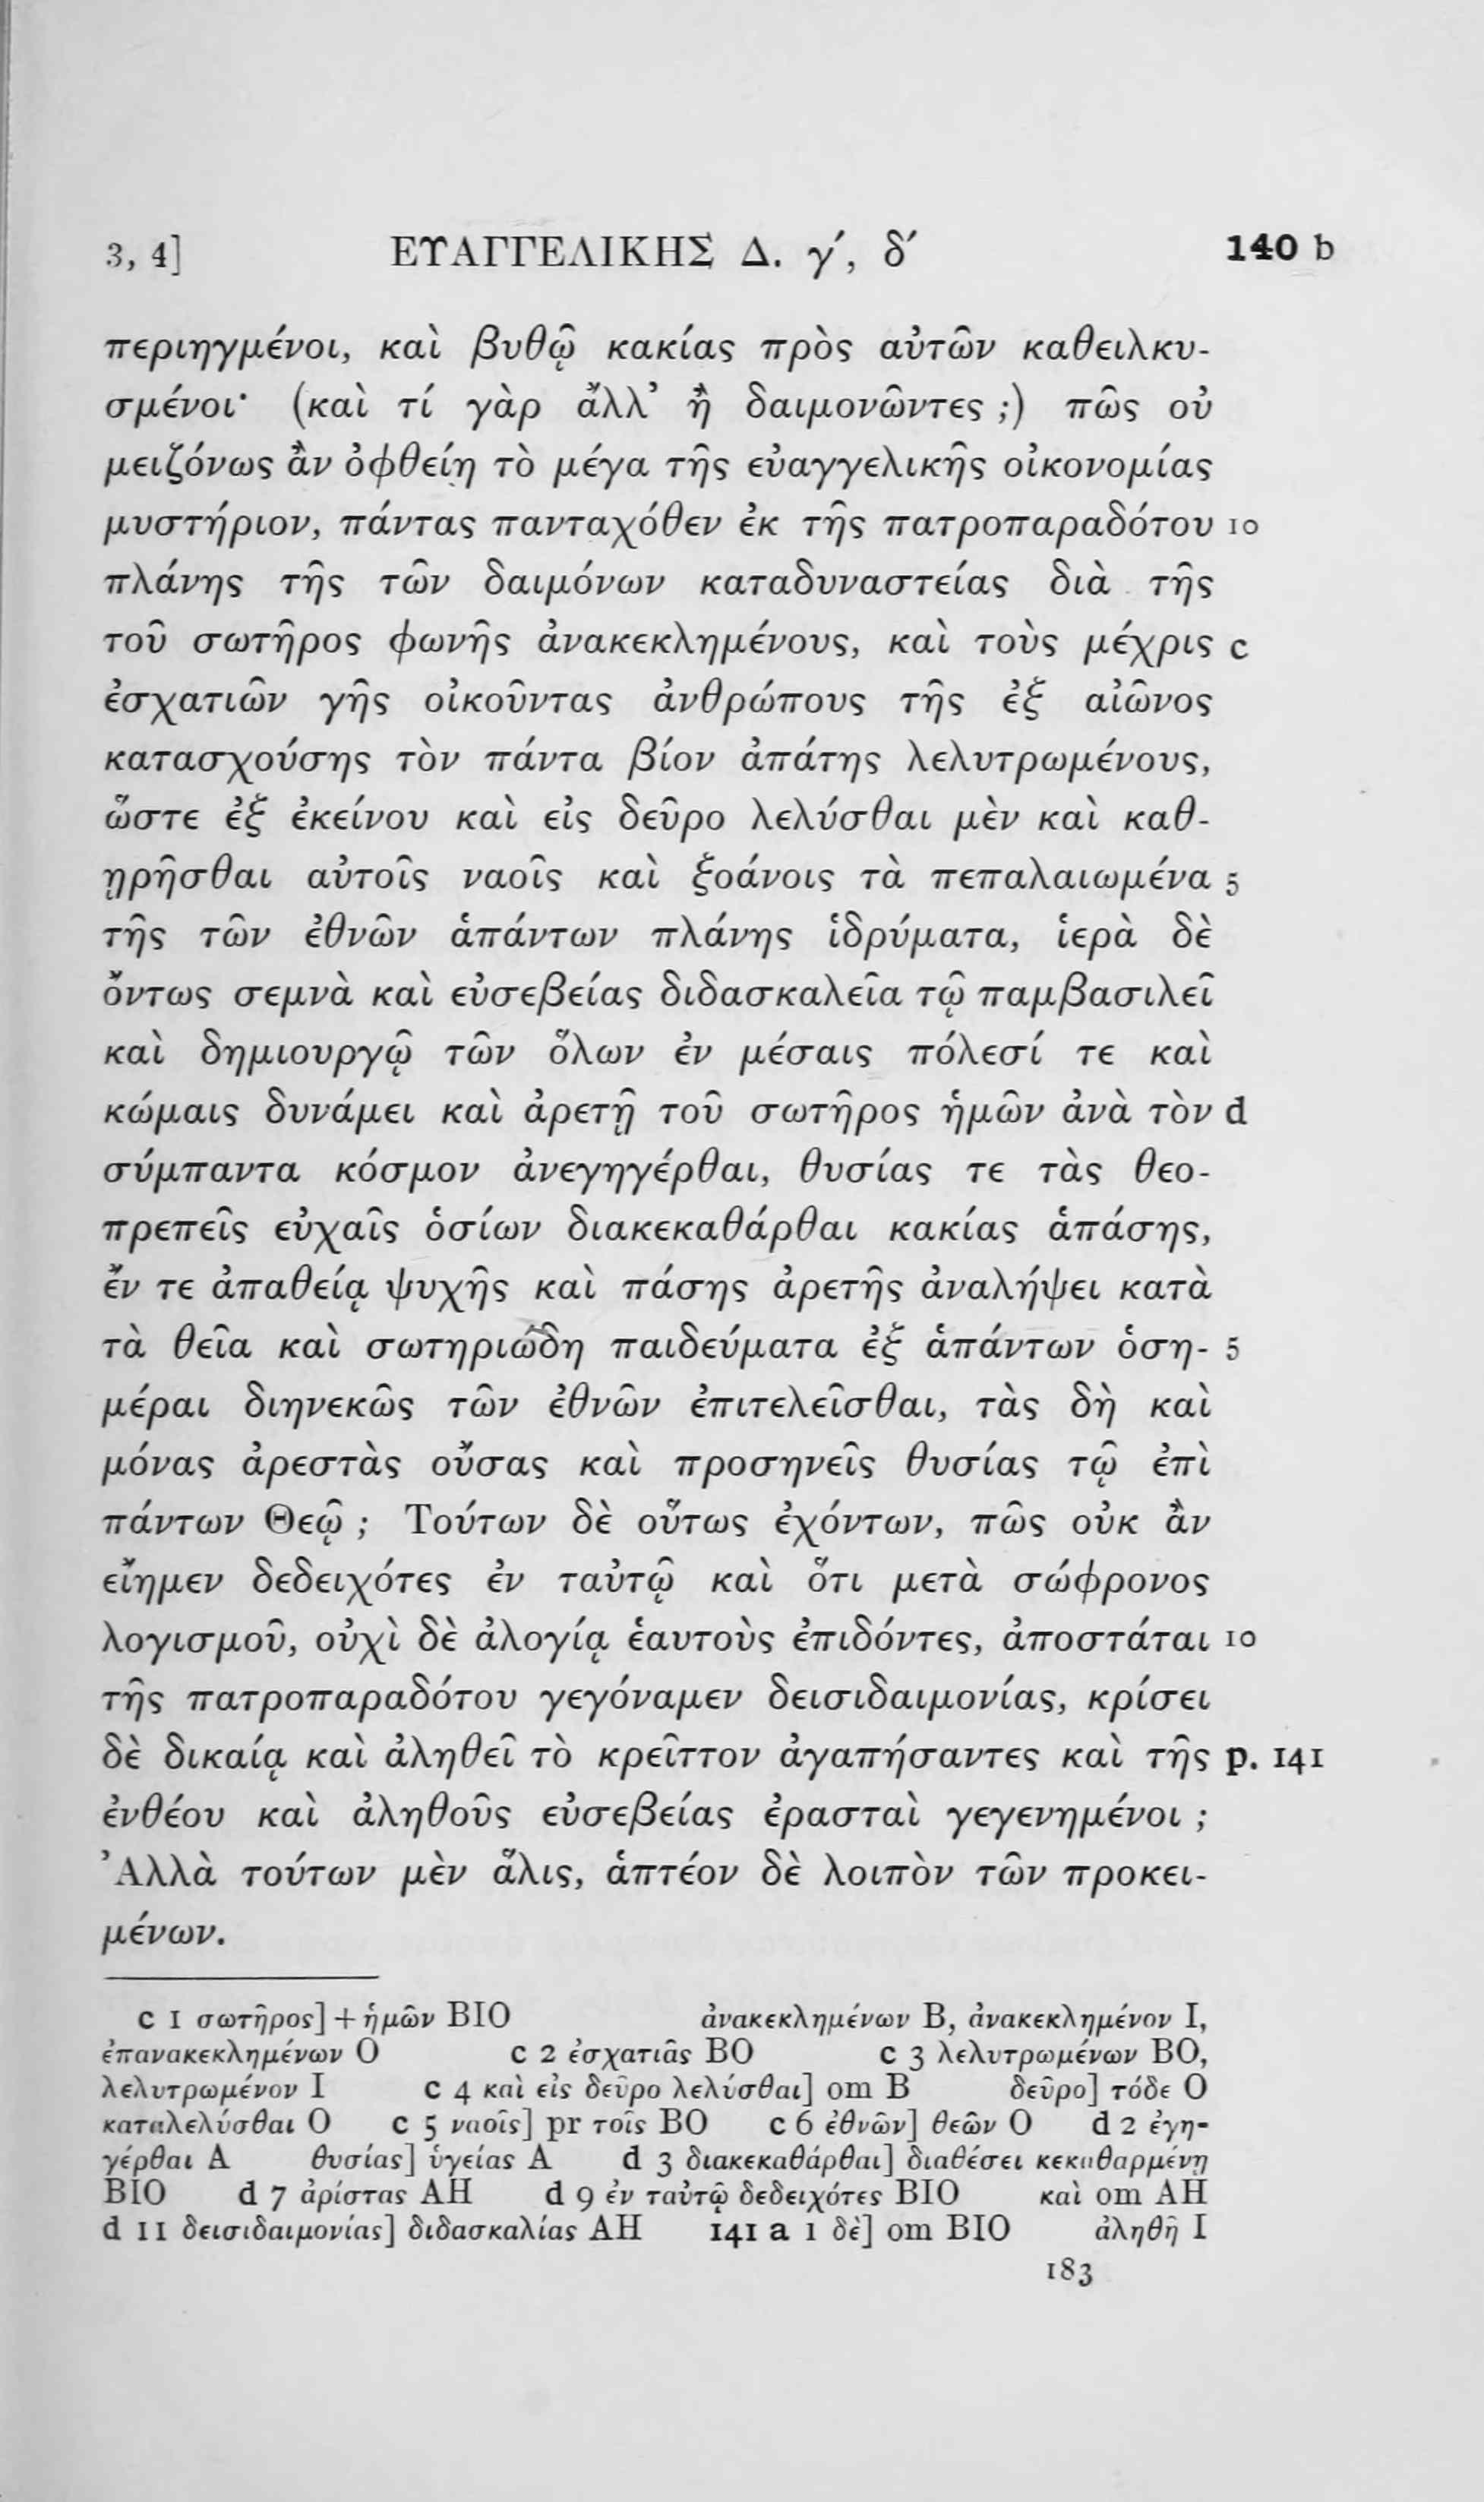 3, 4] ΕΥΑΓΓΕΛΙΚΗΣ Δ. γ΄, δ΄ 140 b
περιηγμένοι, καὶ βυθῷ κακίας πρὸς αὐτῶν καθειλκυ-
σμένοι· (καὶ τί γὰρ ἄλλ’ ἢ δαιμονῶντες ;) πῶς οὐ
μειζόνως ἂν ὀφθείη τὸ μέγα τῆς εὐαγγελικῆς οἰκονομίας
μυστήριον, πάντας πανταχόθεν ἐκ τῆς πατροπαραδότου 10
πλάνης τῆς τῶν δαιμόνων καταδυναστείας διὰ τῆς
τοῦ σωτῆρος φωνῆς ἀνακεκλημένους, καὶ τοὺς μέχρις c
ἐσχατιῶν γῆς οἰκοῦντας ἀνθρώπους τῆς ἐξ αἰῶνος
κατασχούσης τὸν πάντα βίον ἀπάτης λελυτρωμένους,
ὥστε ἐξ ἐκείνου καὶ εἰς δεῦρο λελύσθαι μὲν καὶ καθ-
ῃρῆσθαι αὐτοῖς ναοῖς καὶ ξοάνοις τὰ πεπαλαιωμένα 5
τῆς τῶν ἐθνῶν ἁπάντων πλάνης ἱδρύματα, ἱερὰ δὲ
ὄντως σεμνὰ καὶ εὐσεβείας διδασκαλεῖα τῷ παμβασιλεῖ
καὶ δημιουργῷ τῶν ὅλων ἐν μέσαις πόλεσί τε καὶ
κώμαις δυνάμει καὶ ἀρετῇ τοῦ σωτῆρος ἡμῶν ἀνὰ τὸν d
σύμπαντα κόσμον ἀνεγηγέρθαι, θυσίας τε τὰς θεο-
πρεπεῖς εὐχαῖς ὁσίων διακεκαθάρθαι κακίας ἁπάσης,
ἔν τε ἀπαθείᾳ ψυχῆς καὶ πάσης ἀρετῆς ἀναλήψει κατὰ
τὰ θεῖα καὶ σωτηριώδη παιδεύματα ἐξ ἁπάντων ὁση- 5
μέραι διηνεκῶς τῶν ἐθνῶν ἐπιτελεῖσθαι, τὰς δὴ καὶ
μόνας ἀρεστὰς οὔσας καὶ προσηνεῖς θυσίας τῷ ἐπὶ
πάντων Θεῷ ; Τούτων δὲ οὕτως ἐχόντων, πῶς οὐκ ἂν
εἴημεν δεδειχότες ἐν ταὐτῷ καὶ ὅτι μετὰ σώφρονος
λογισμοῦ, οὐχὶ δὲ ἀλογίᾳ ἑαυτοὺς ἐπιδόντες, ἀποστάται 10
τῆς πατροπαραδότου γεγόναμεν δεισιδαιμονίας, κρίσει
δὲ δικαίᾳ καὶ ἀληθεῖ τὸ κρεῖττον ἀγαπήσαντες καὶ τῆς p. 141
ἐνθέου καὶ ἀληθοῦς εὐσεβείας ἐρασταὶ γεγενημένοι ;
Ἀλλὰ τούτων μὲν ἅλις, ἁπτέον δὲ λοιπὸν τῶν προκει-
μένων.
c 1 σωτῆρος] + ἡμῶν BIO ἀνακεκλημένων B, ἀνακεκλημένον I,
ἐπανακεκλημένων O c 2 ἐσχατιᾶς BO c 3 λελυτρωμένων BO,
λελυτρωμένον I c 4 καὶ εἰς δεῦρο λελύσθαι] om B δεῦρο] τόδε O
καταλελύσθαι O c 5 ναοῖς] pr τοῖς BO c 6 ἐθνῶν] θεῶν O d 2 ἐγη-
γέρθαι A θυσίας] ὑγείας A d 3 διακεκαθάρθαι] διαθέσει κεκαθαρμένῃ
BIO d 7 ἀρίστας AH d 9 ἐν ταὐτῷ δεδειχότες BIO καὶ om AH
d 11 δεισιδαιμονίας] διδασκαλίας AH 141 a 1 δὲ] om BIO ἀληθῆ I
183